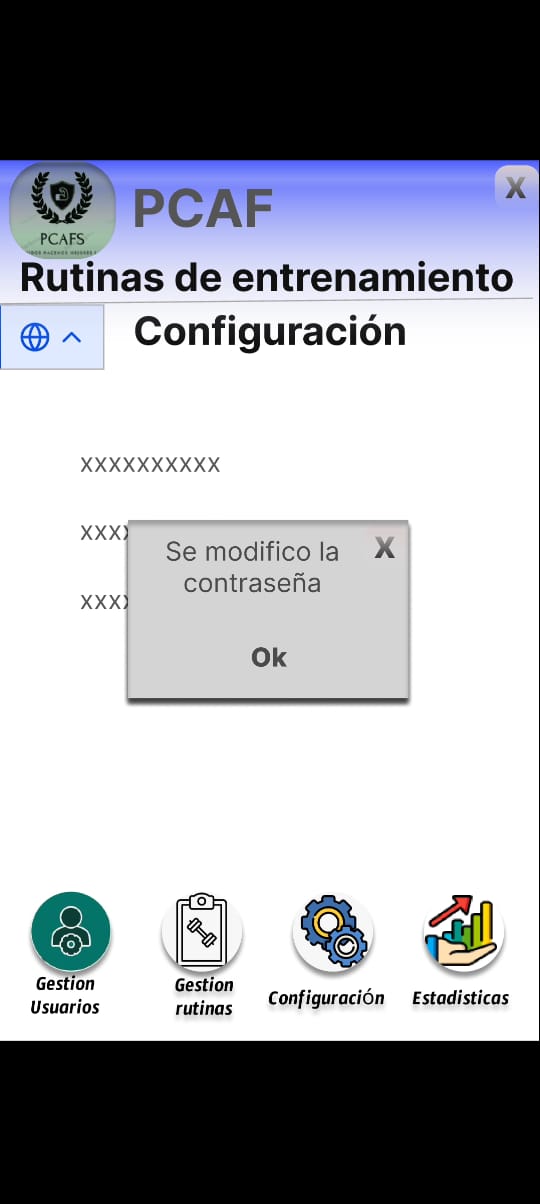 X
PCAF
PCAFS
Rutinas de entrenamiento
Configuración
XXXXXXXXXX
XXXX
Se modifico la
X
contraseña
XXXX
Ok
Gestion
Usuarios
Gestion
rutinas
Configuración
Estadisticas